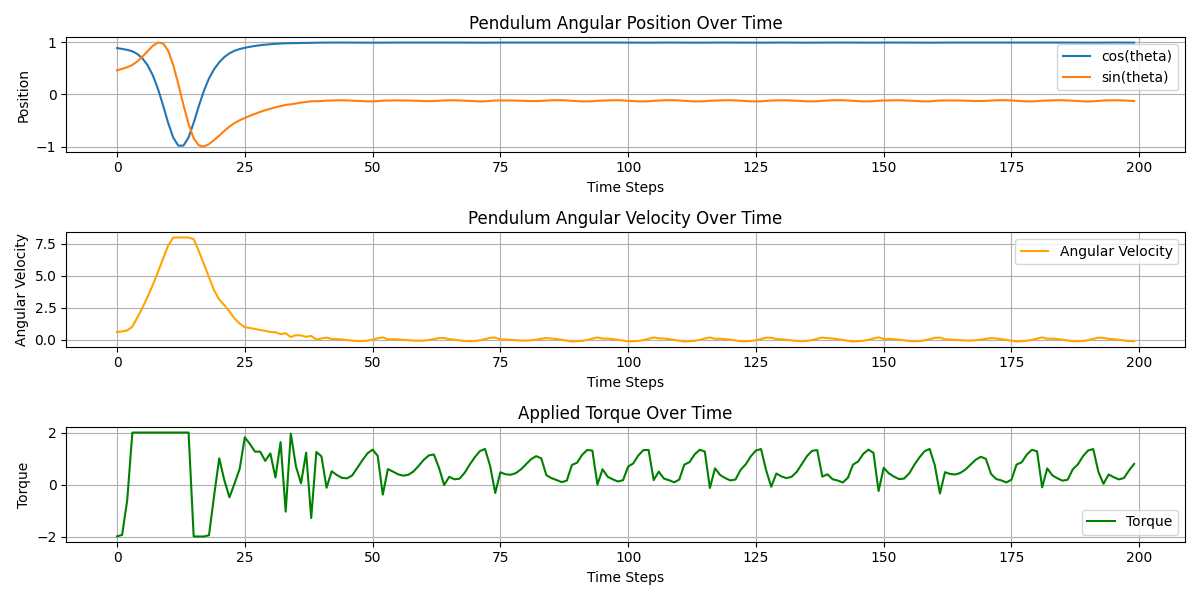 Pendulum Angular Position Over Time
1
0
−1
Position
cos(theta)
sin(theta)
0 25 50 75 100 125 150 175 200
Time Steps
Pendulum Angular Velocity Over Time
7.5
5.0
2.5
0.0
Angular Velocity
Angular Velocity
0 25 50 75 100 125 150 175 200
Time Steps
Applied Torque Over Time
2
0
−2
Torque
Torque
0 25 50 75 100 125 150 175 200
Time Steps